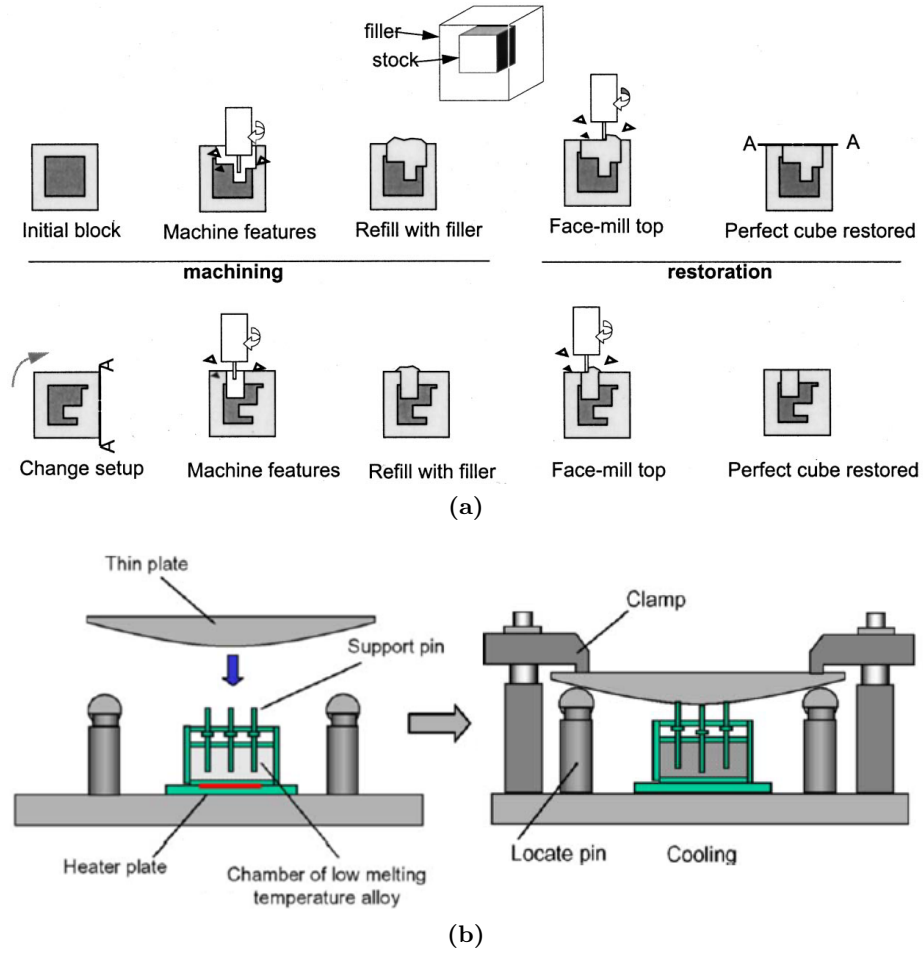 filler
stock
A A
Initial block Machine features Refill with filler Face-mill top Perfect cube restored
machining restoration
A
A
Change setup Machine features Refill with filler Face-mill top Perfect cube restored
(a)
Thin plate
Support pin
Clamp
Heater plate
Chamber of low melting
temperature alloy
Locate pin
Cooling
(b)